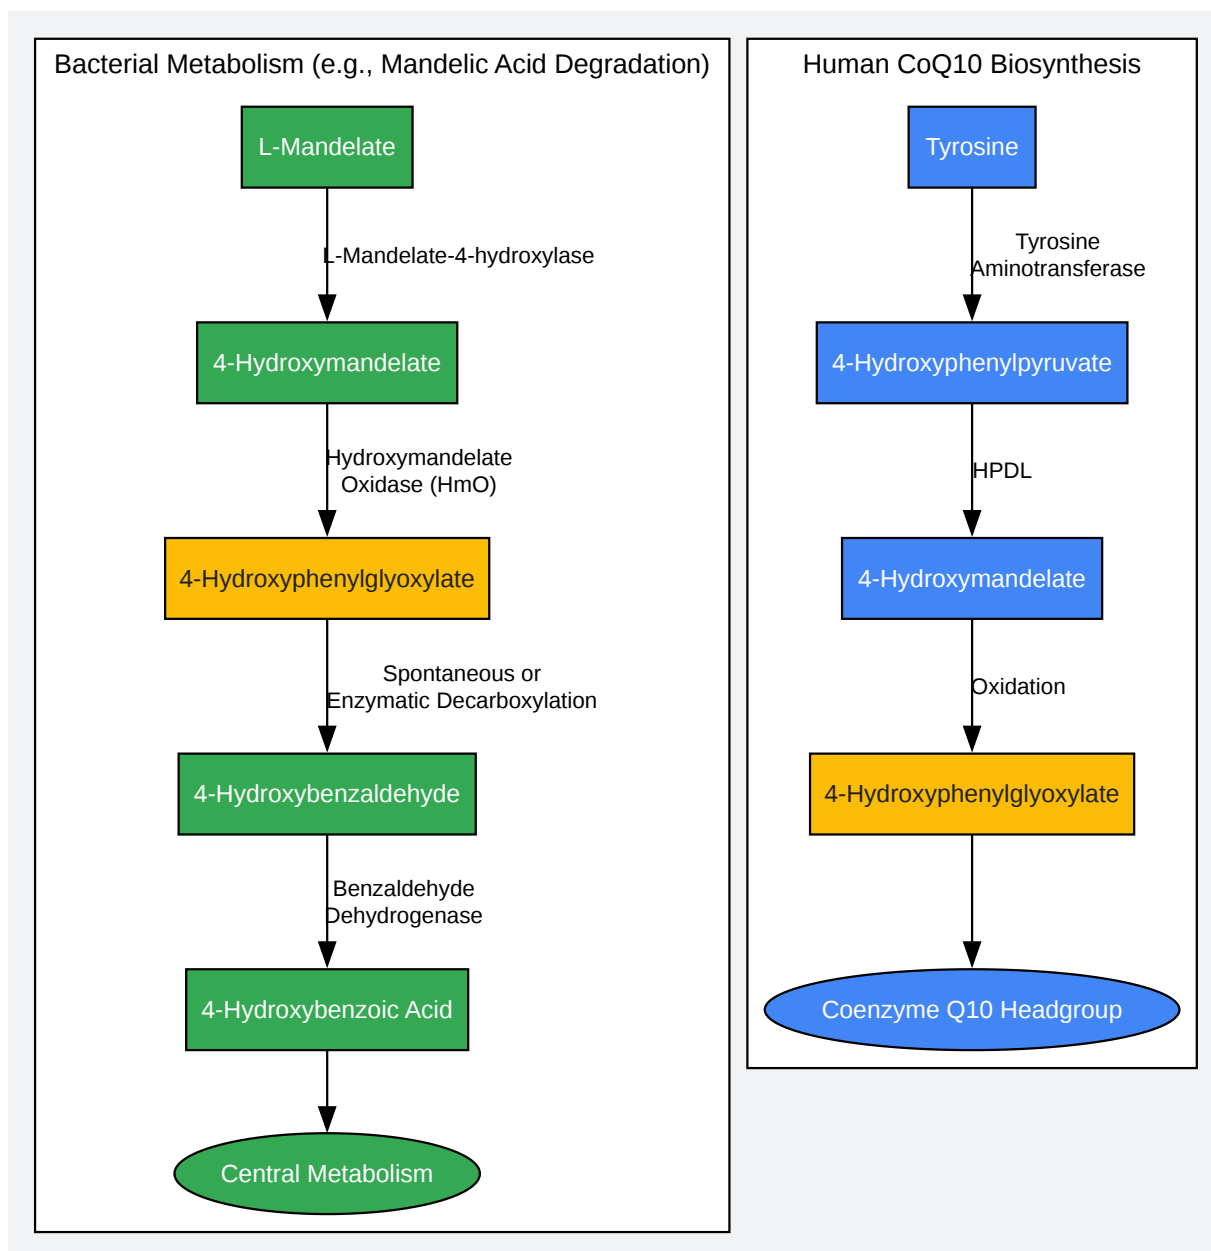 Bacterial Metabolism (e.g., Mandelic Acid Degradation)
L-Mandelate
L-Mandelate-4-hydroxylase
4-Hydroxymandelate
Hydroxymandelate
Oxidase (HmO)
4-Hydroxyphenylglyoxylate
Spontaneous or
Enzymatic Decarboxylation
4-Hydroxybenzaldehyde
Benzaldehyde
Dehydrogenase
4-Hydroxybenzoic Acid
Central Metabolism
Human CoQ10 Biosynthesis
Tyrosine
Tyrosine
Aminotransferase
4-Hydroxyphenylpyruvate
HPDL
4-Hydroxymandelate
Oxidation
4-Hydroxyphenylglyoxylate
Coenzyme Q10 Headgroup